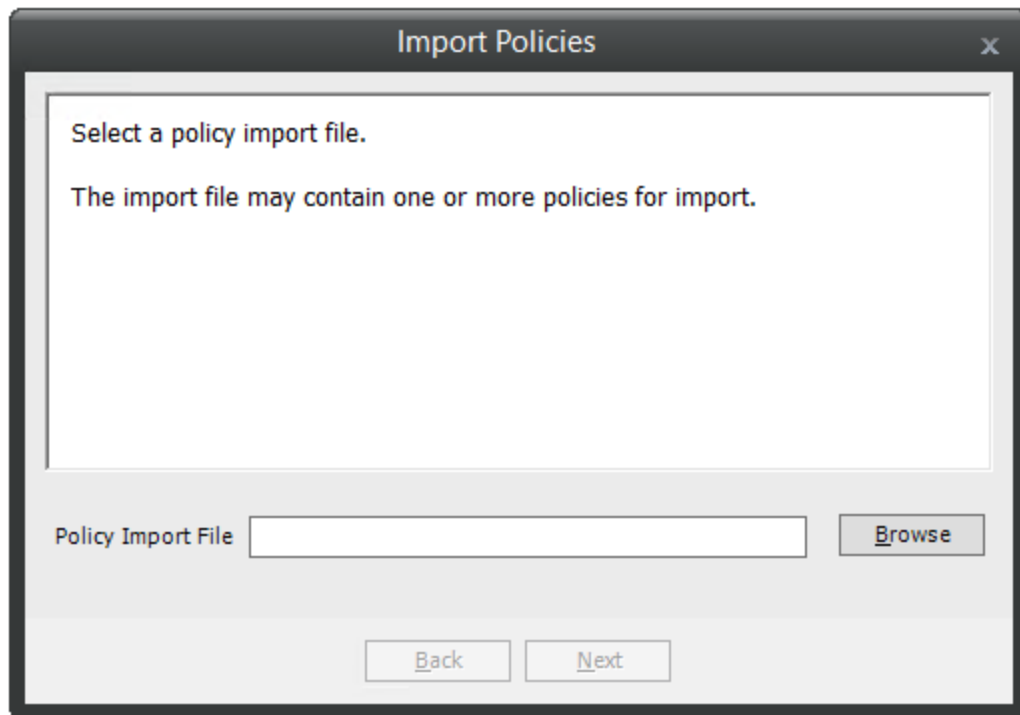 Import Policies
x
Select a policy import file.
The import file may contain one or more policies for import.
Policy Import File
Browse
Back
Next